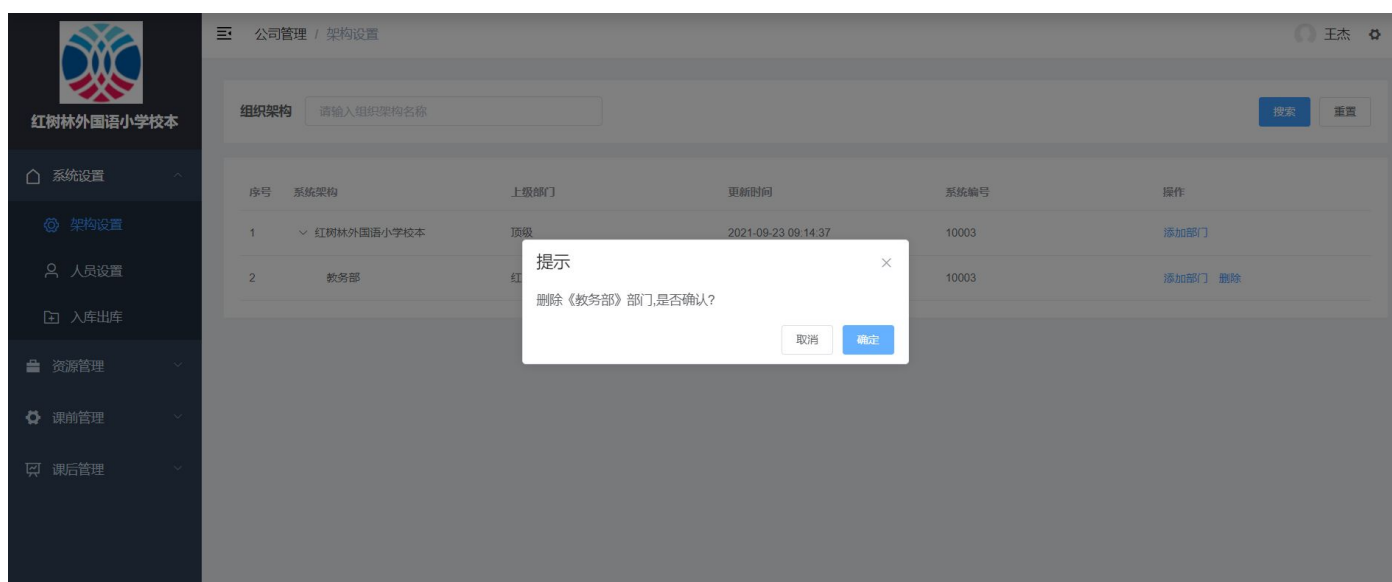 公司管理 / 架构设置
王杰
红树林外国语小学校本
组织架构 请输入组织架构名称 搜索 重置
系统设置
架构设置
人员设置
入库出库
资源管理
课前管理
课后管理
序号 系统架构 上级部门 更新时间 系统编号 操作
1 红树林外国语小学校本 顶级 2021-09-23 09:14:37 10003 添加部门
2 教务部 红 10003 添加部门 删除
提示
删除《教务部》部门,是否确认?
取消 确定